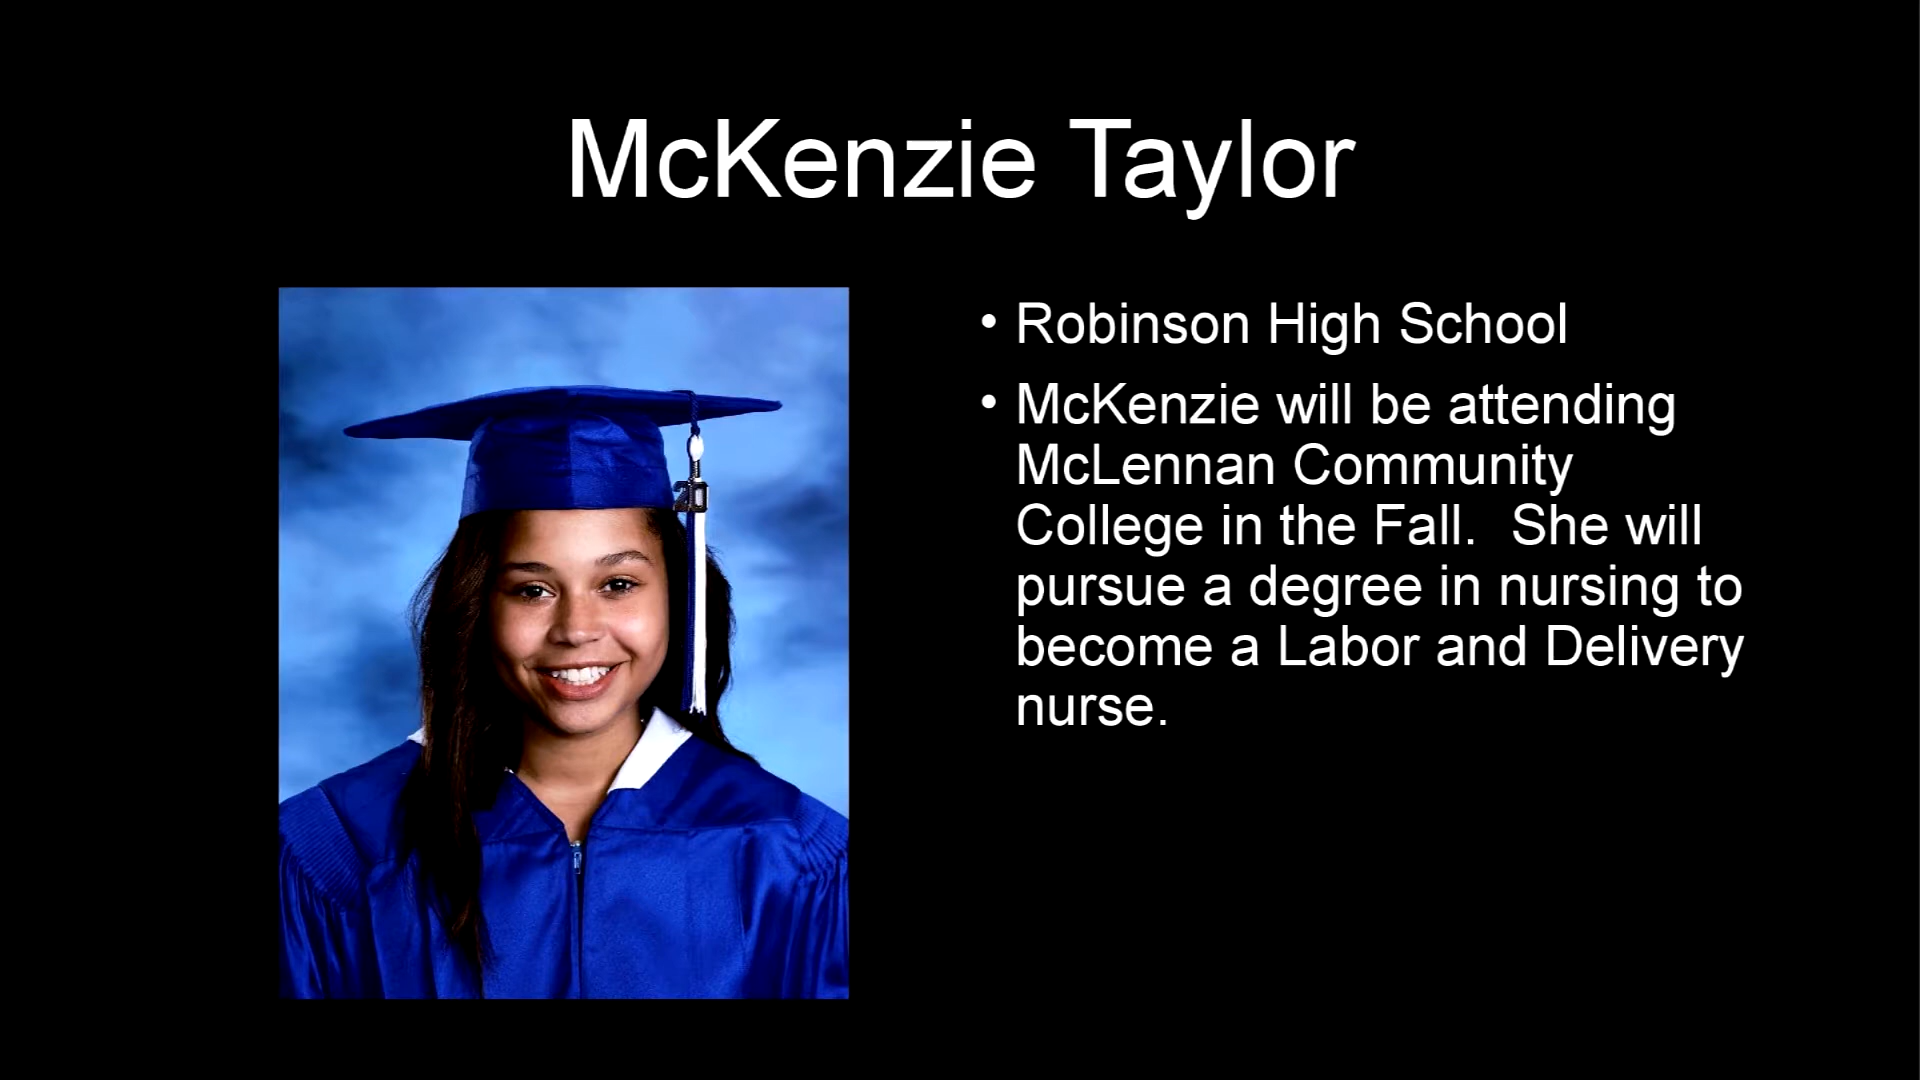 McKenzie Taylor
• Robinson High School
• McKenzie will be attending
McLennan Community
College in the Fall.  She will
pursue a degree in nursing to
become a Labor and Delivery
nurse.